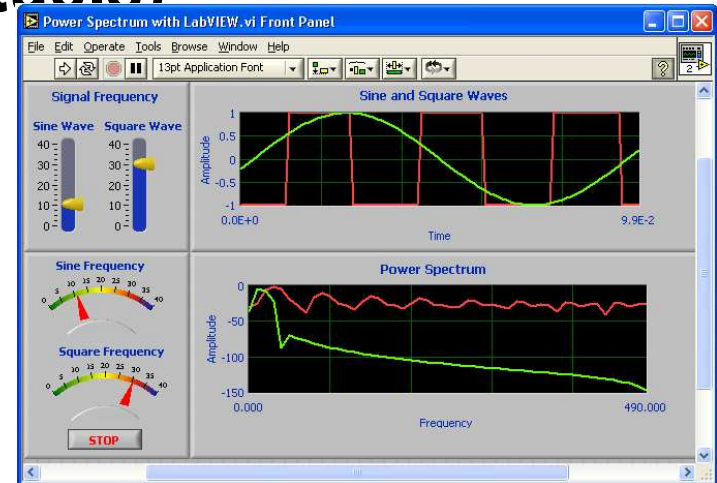 Power Spectrum with LabVIEW.vi Front Panel
File Edit Operate Tools Browse Window Help
13pt Application Font
2
Signal Frequency
Sine Wave Square Wave
40
30
20
10
0
40
30
20
10
0
Sine and Square Waves
Amplitude
1
0.5
0
-0.5
-1
0.0E+0 9.9E-2
Time
Sine Frequency
0 5 10 15 20 25 30 35 40
Square Frequency
0 5 10 15 20 25 30 35 40
STOP
Power Spectrum
Amplitude
0
-50
-100
-150
0.000 490.000
Frequency